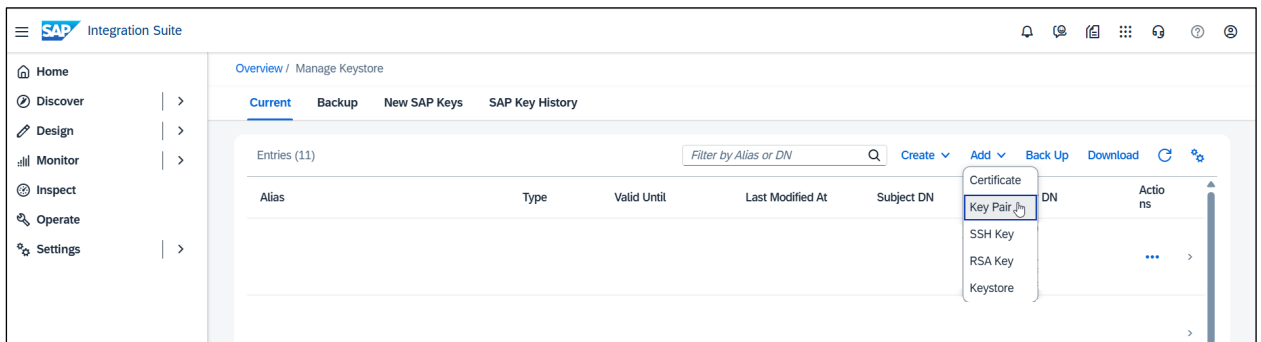 SAP Integration Suite
Home
Discover
Design
Monitor
Inspect
Operate
Settings
Overview / Manage Keystore
Current Backup New SAP Keys SAP Key History
Entries (11) Filter by Alias or DN Create Add Back Up Download
Alias Type Valid Until Last Modified At Subject DN DN Actio
ns
Certificate
Key Pair
SSH Key
RSA Key
Keystore